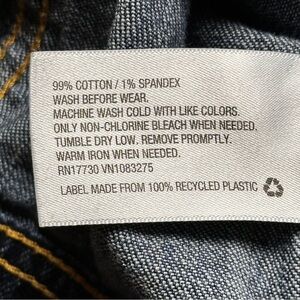 99% COTTON / 1% SPANDEX
WASH BEFORE WEAR.
MACHINE WASH COLD WITH LIKE COLORS.
ONLY NON-CHLORINE BLEACH WHEN NEEDED.
TUMBLE DRY LOW. REMOVE PROMPTLY.
WARM IRON WHEN NEEDED.
RN17730 VN1083275
LABEL MADE FROM 100% RECYCLED PLASTIC